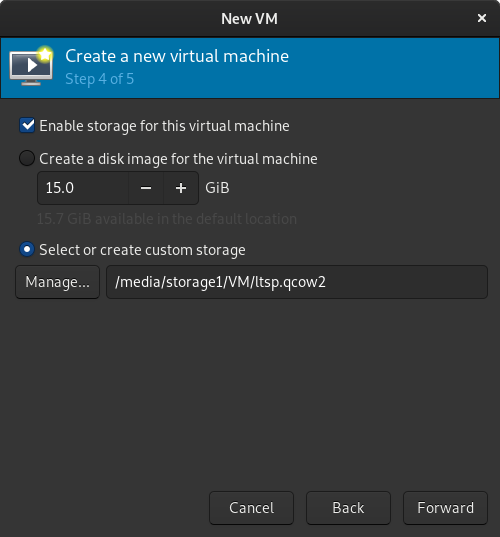 New VM
Create a new virtual machine
Step 4 of 5
Enable storage for this virtual machine
Create a disk image for the virtual machine
15.0 − + GiB
15.7 GiB available in the default location
Select or create custom storage
Manage... /media/storage1/VM/ltsp.qcow2
Cancel Back Forward